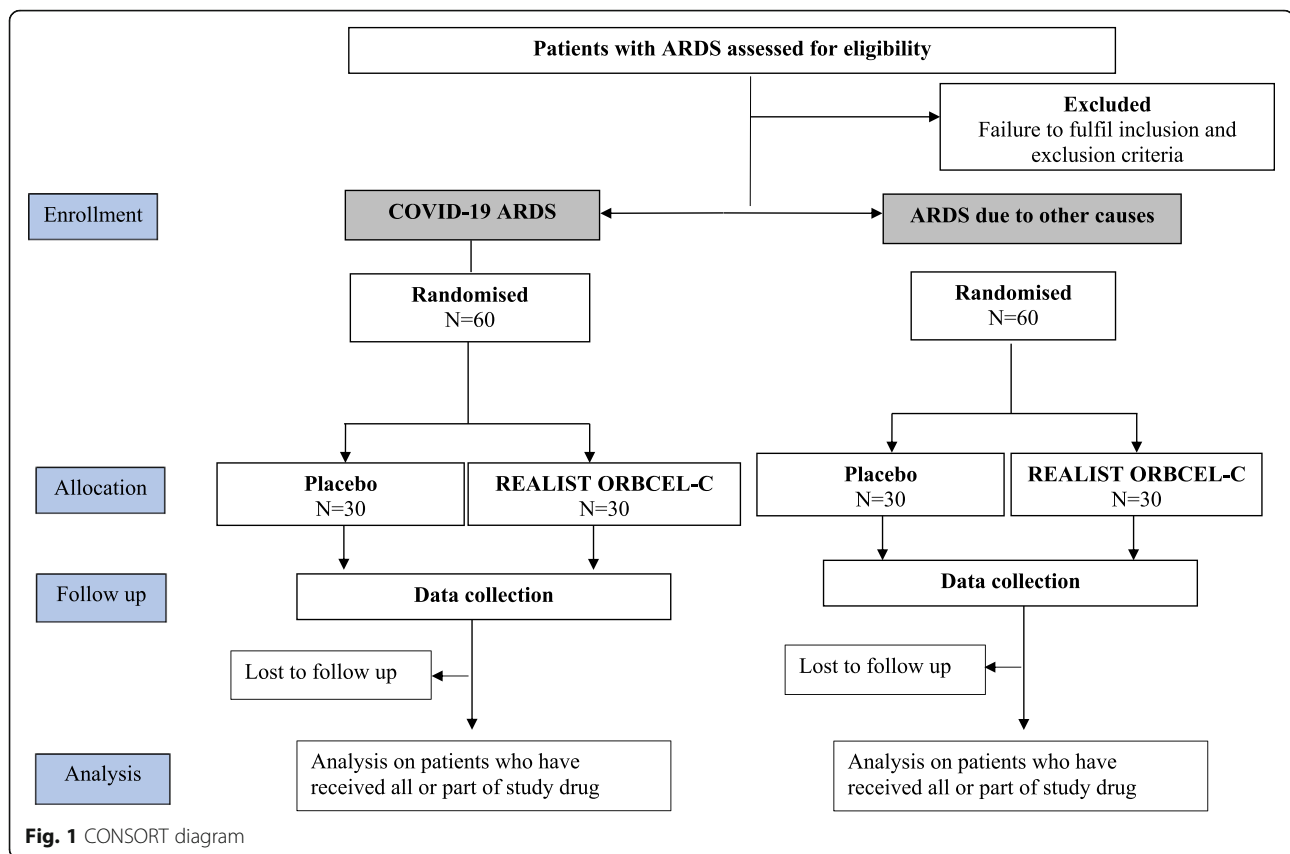 Patients with ARDS assessed for eligibility
Excluded
Failure to fulfil inclusion and
exclusion criteria
Enrollment
COVID-19 ARDS
ARDS due to other causes
Randomised
N=60
Randomised
N=60
Allocation
Placebo
N=30
REALIST ORBCEL-C
N=30
Placebo
N=30
REALIST ORBCEL-C
N=30
Follow up
Data collection
Data collection
Lost to follow up
Lost to follow up
Analysis
Analysis on patients who have
received all or part of study drug
Analysis on patients who have
received all or part of study drug
Fig. 1 CONSORT diagram